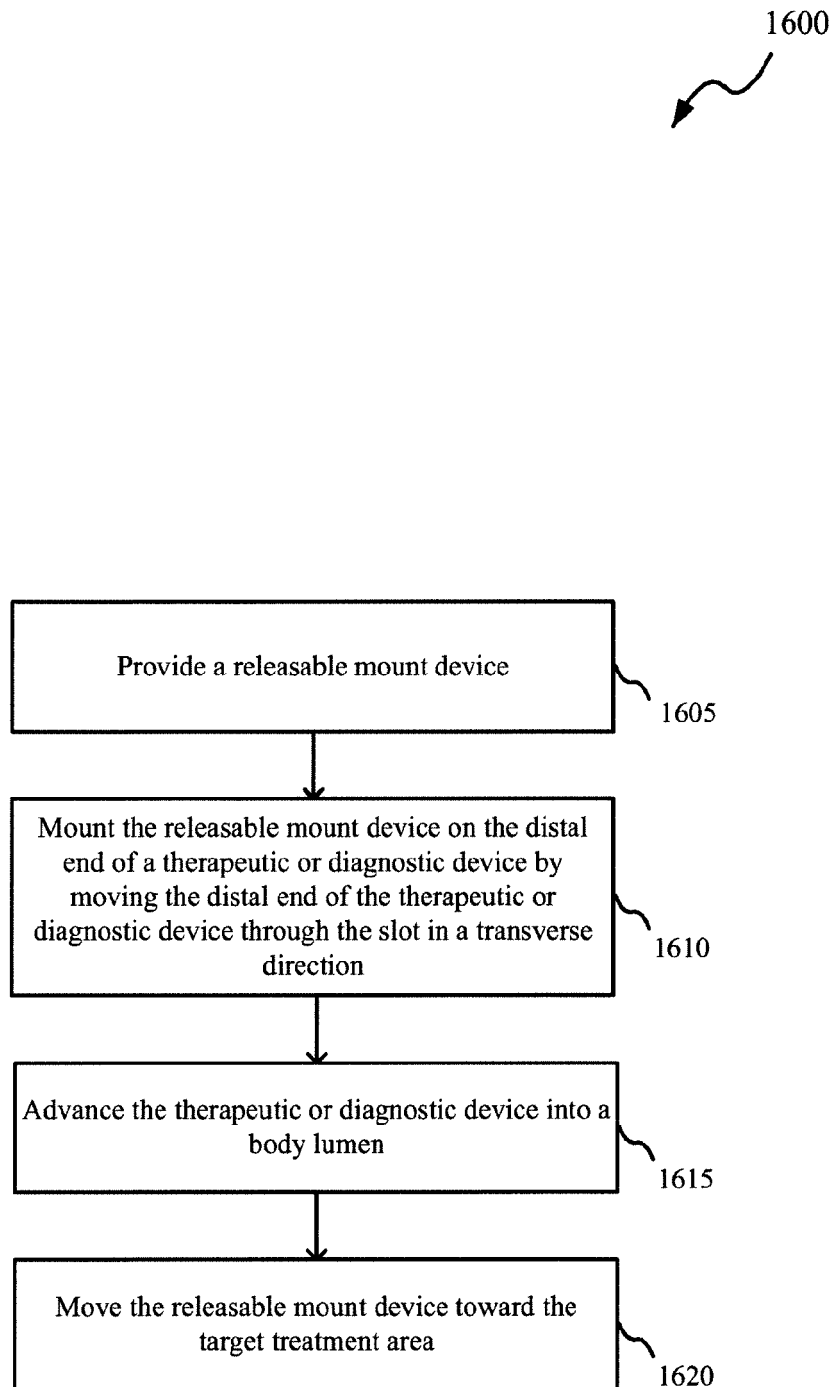 1600
Provide a releasable mount device
1605
Mount the releasable mount device on the distal
end of a therapeutic or diagnostic device by
moving the distal end of the therapeutic or
diagnostic device through the slot in a transverse
direction
1610
Advance the therapeutic or diagnostic device into a
body lumen
1615
Move the releasable mount device toward the
target treatment area
1620